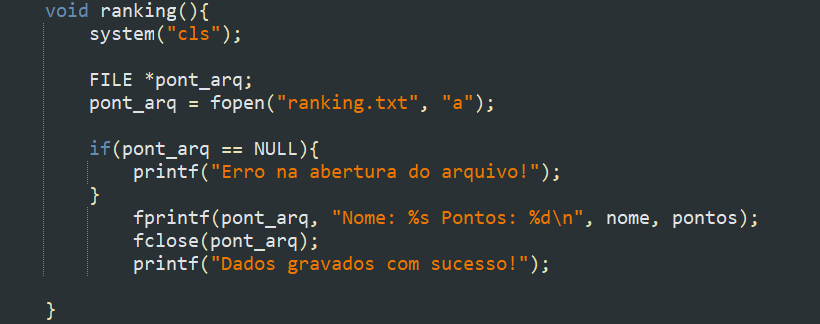 void ranking(){
system("cls");
FILE *pont_arq;
pont_arq = fopen("ranking.txt", "a");
if(pont_arq == NULL){
printf("Erro na abertura do arquivo!");
}
fprintf(pont_arq, "Nome: %s Pontos: %d\n", nome, pontos);
fclose(pont_arq);
printf("Dados gravados com sucesso!");
}